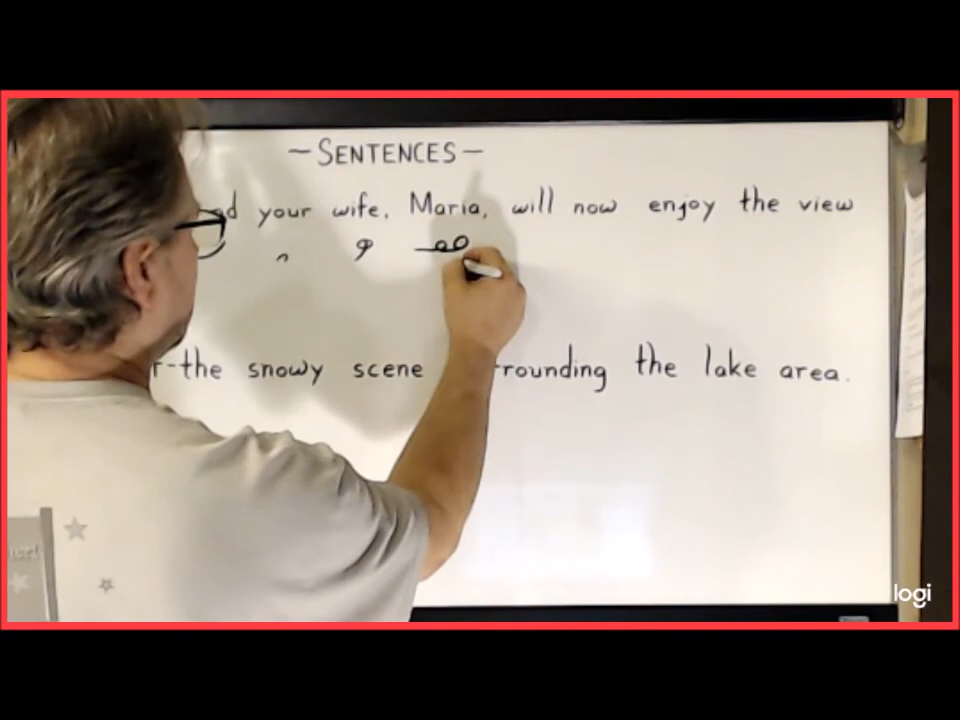 ~SENTENCES~
your wife, Maria, will now enjoy the view
the snowy scene rounding the lake area.
logi